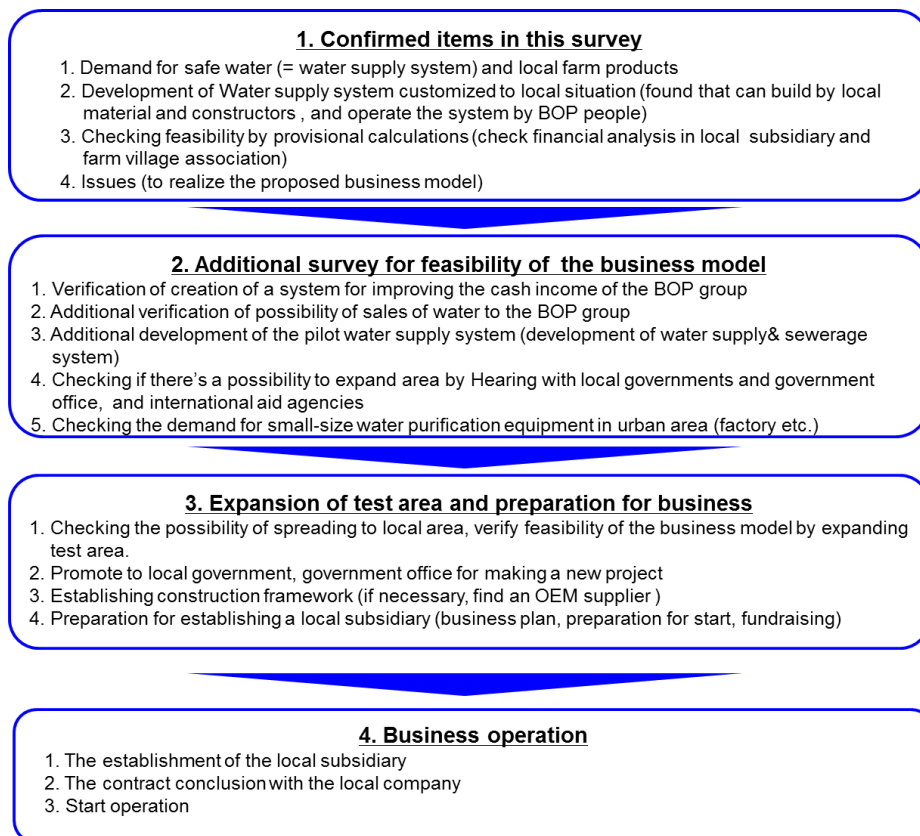 1. Confirmed items in this survey
1. Demand for safe water (= water supply system) and local farm products
2. Development of Water supply system customized to local situation (found that can build by local
material and constructors , and operate the system by BOP people)
3. Checking feasibility by provisional calculations (check financial analysis in local subsidiary and
farm village association)
4. Issues (to realize the proposed business model)
2. Additional survey for feasibility of the business model
1. Verification of creation of a system for improving the cash income of the BOP group
2. Additional verification of possibility of sales of water to the BOP group
3. Additional development of the pilot water supply system (development of water supply& sewerage
system)
4. Checking if there's a possibility to expand area by Hearing with local governments and government
office, and international aid agencies
5. Checking the demand for small-size water purification equipment in urban area (factory etc.)
3. Expansion of test area and preparation for business
1. Checking the possibility of spreading to local area, verify feasibility of the business model by expanding
test area.
2. Promote to local government, government office for making a new project
3. Establishing construction framework (if necessary, find an OEM supplier )
4. Preparation for establishing a local subsidiary (business plan, preparation for start, fundraising)
4. Business operation
1. The establishment of the local subsidiary
2. The contract conclusion with the local company
3. Start operation